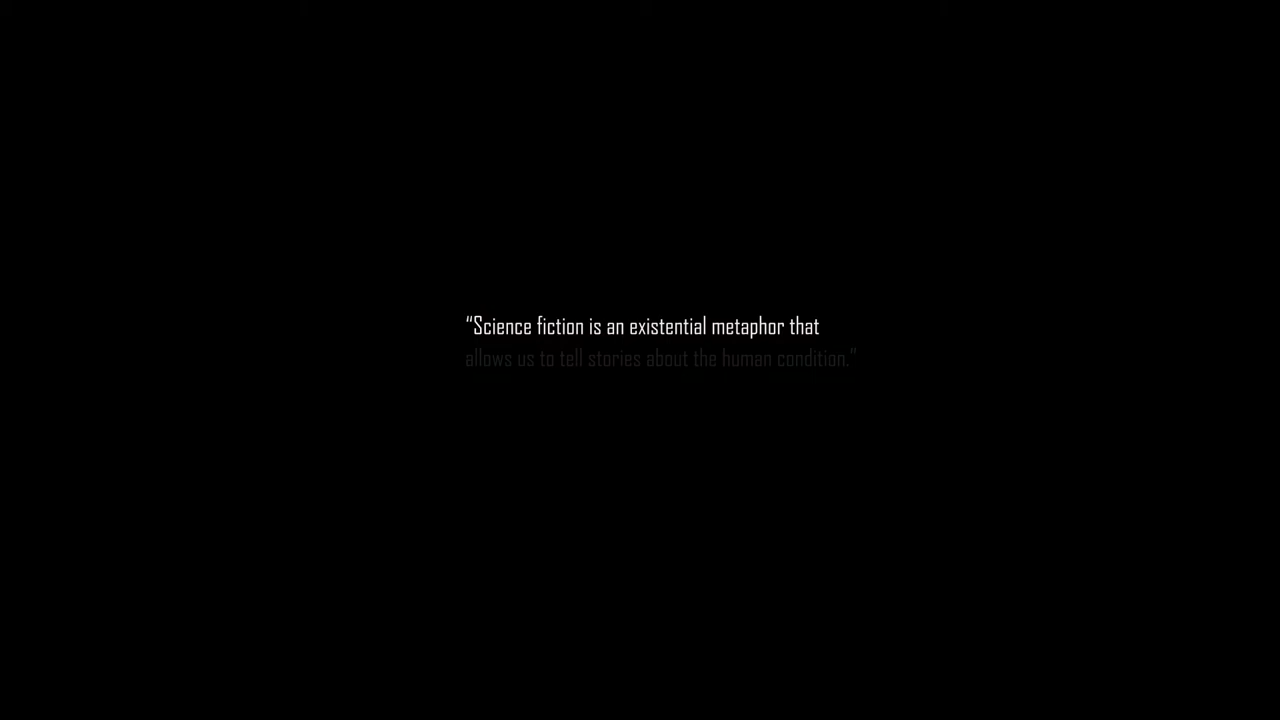 “Science fiction is an existential metaphor that
allows us to tell stories about the human condition.”